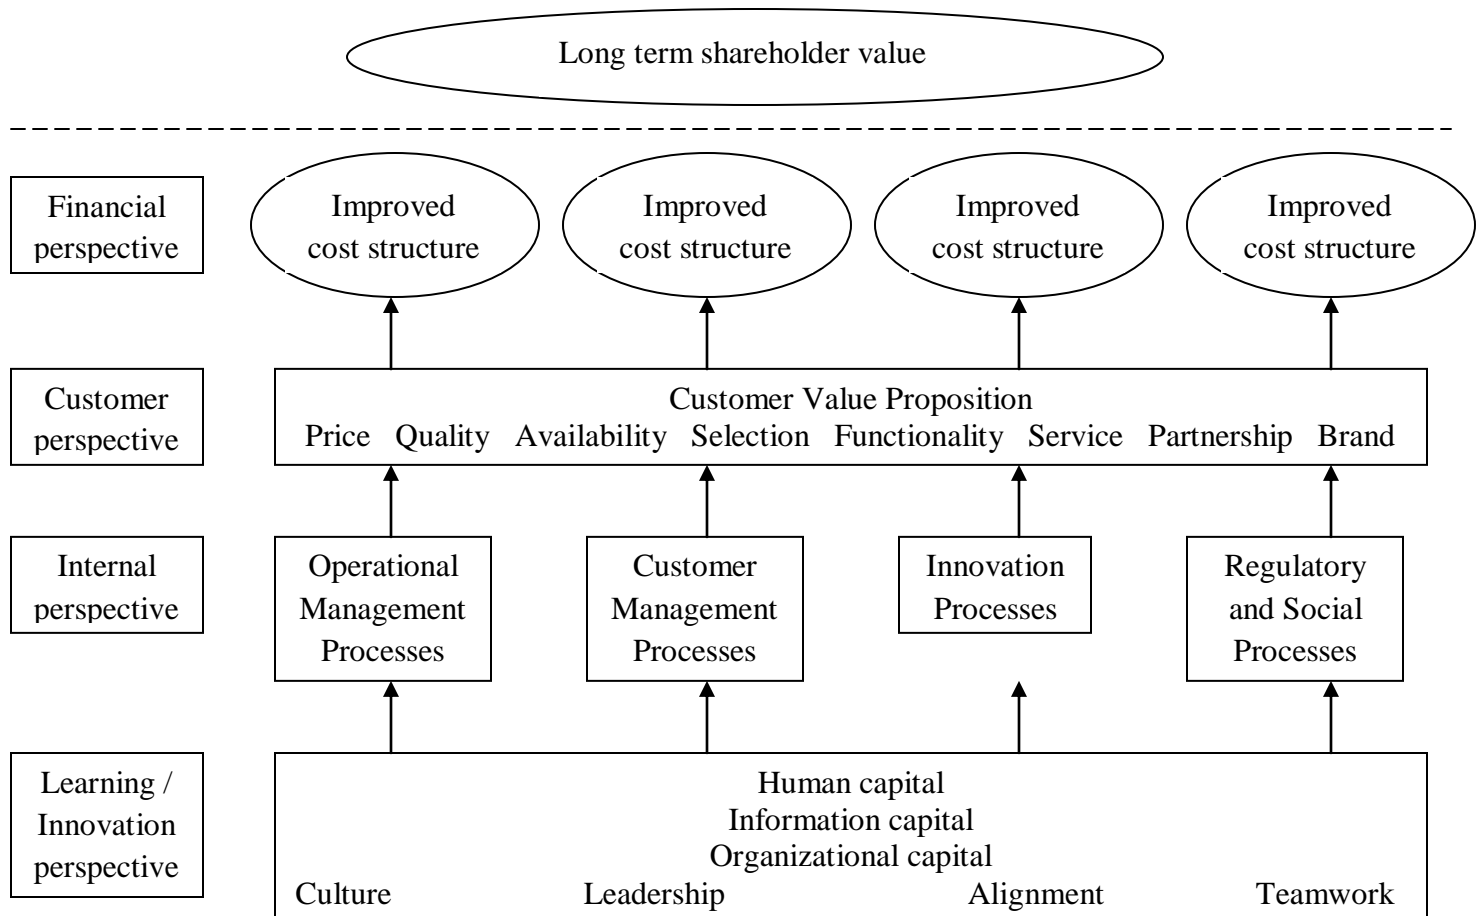 Long term shareholder value
Financial
perspective
Improved
cost structure
Improved
cost structure
Improved
cost structure
Improved
cost structure
Customer
perspective
Customer Value Proposition
Price Quality Availability Selection Functionality Service Partnership Brand
Internal
perspective
Operational
Management
Processes
Customer
Management
Processes
Innovation
Processes
Regulatory
and Social
Processes
Learning /
Innovation
perspective
Human capital
Information capital
Organizational capital
Culture Leadership Alignment Teamwork